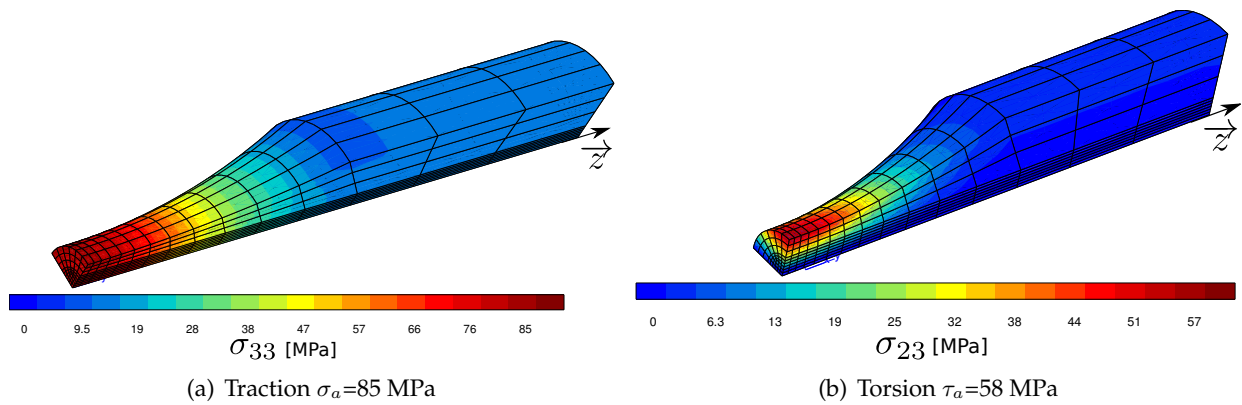 z
z
0 9.5 19 28 38 47 57 66 76 85
0 6.3 13 19 25 32 38 44 51 57
σ33 [MPa]
σ23 [MPa]
(a) Traction σa=85 MPa
(b) Torsion τa=58 MPa